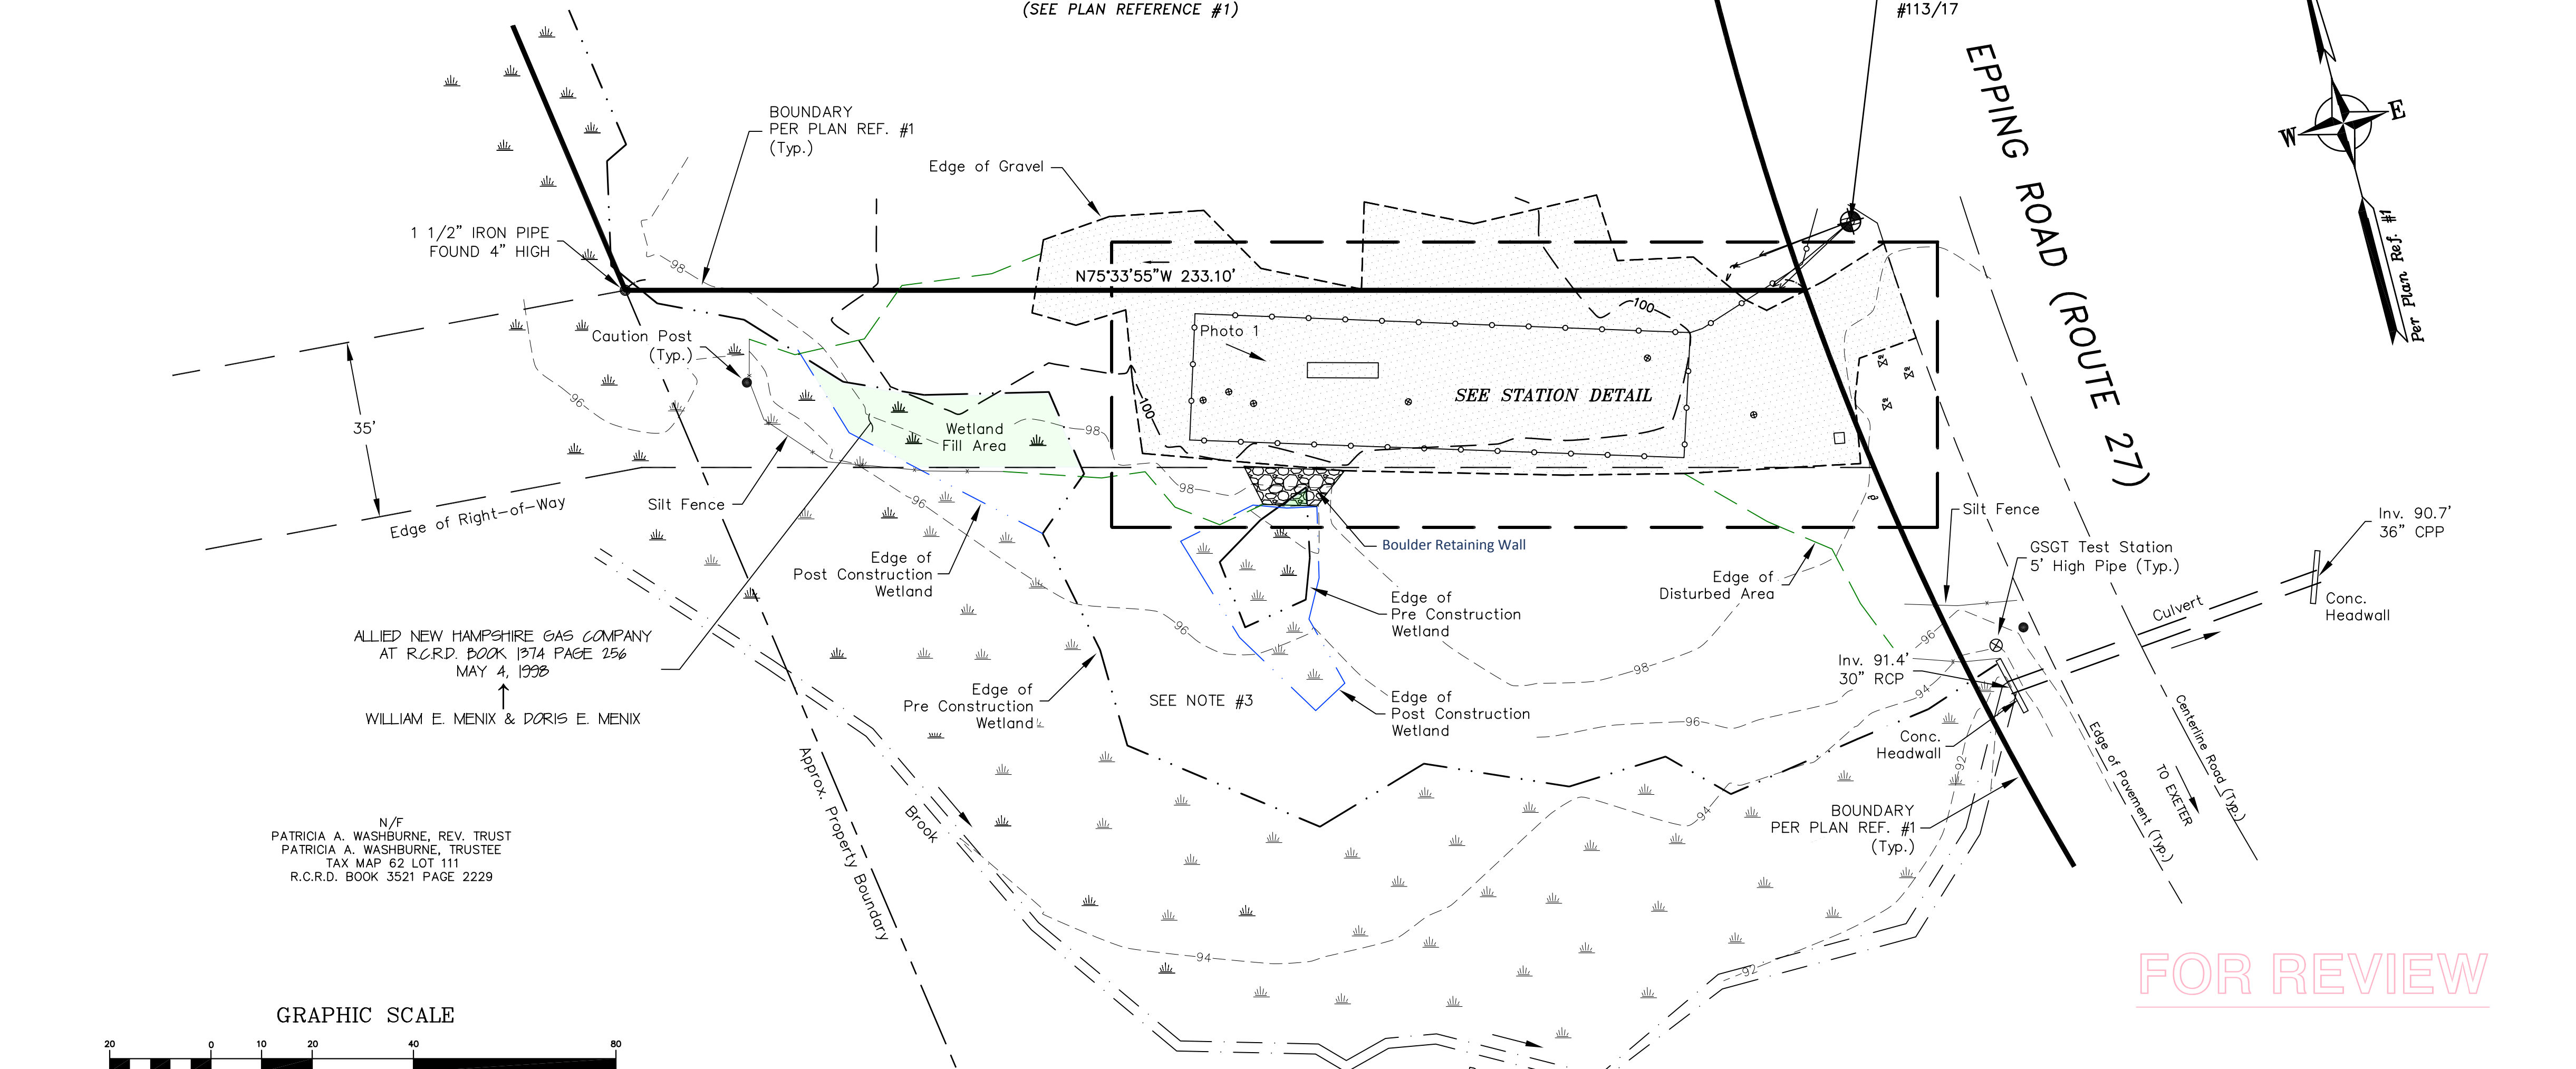 (SEE PLAN REFERENCE #1)
#113/17
EPPING ROAD (ROUTE 27)
W
E
Per Plan Ref. #1
BOUNDARY
PER PLAN REF. #1
(Typ.)
Edge of Gravel
1 1/2" IRON PIPE
FOUND 4" HIGH
98
N75°33'55"W 233.10'
100
Photo 1
Caution Post
(Typ.)
SEE STATION DETAIL
96
100
35'
Wetland
Fill Area
98
98
Silt Fence
96
Edge of Right-of-Way
Silt Fence
Inv. 90.7'
36" CPP
Boulder Retaining Wall
GSGT Test Station
5' High Pipe (Typ.)
Edge of
Post Construction
Wetland
Edge of
Disturbed Area
Edge of
Pre Construction
Wetland
Conc.
Headwall
Culvert
96
96
ALLIED NEW HAMPSHIRE GAS COMPANY
AT R.C.R.D. BOOK 1374 PAGE 256
MAY 4, 1998
WILLIAM E. MENIX & DORIS E. MENIX
98
Inv. 91.4'
30" RCP
94
Edge of
Pre Construction
Wetland
SEE NOTE #3
Edge of
Post Construction
Wetland
96
Conc.
Headwall
92
Centerline Road (Typ.)
Edge of Pavement (Typ.)
TO EXETER
Approx. Property Boundary
Brook
94
BOUNDARY
PER PLAN REF. #1
(Typ.)
N/F
PATRICIA A. WASHBURNE, REV. TRUST
PATRICIA A. WASHBURNE, TRUSTEE
TAX MAP 62 LOT 111
R.C.R.D. BOOK 3521 PAGE 2229
94
92
FOR REVIEW
GRAPHIC SCALE
20 0 10 20 40 80